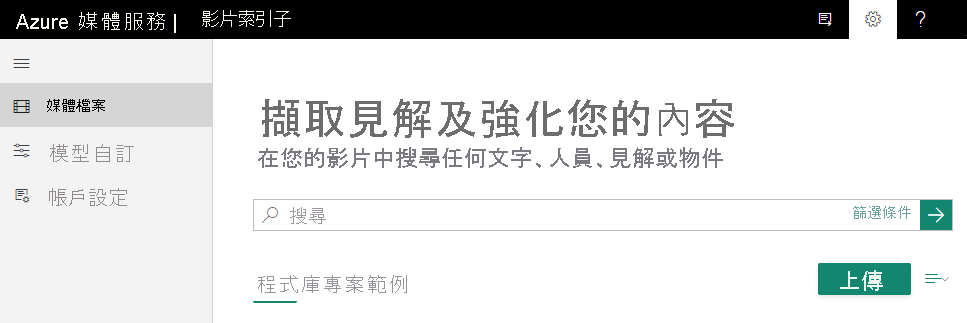 Azure 媒體服務 | 影片索引子
?
媒體檔案
模型自訂
帳戶設定
擷取見解及強化您的內容
在您的影片中搜尋任何文字、人員、見解或物件
搜尋 篩選條件
程式庫專案範例 上傳